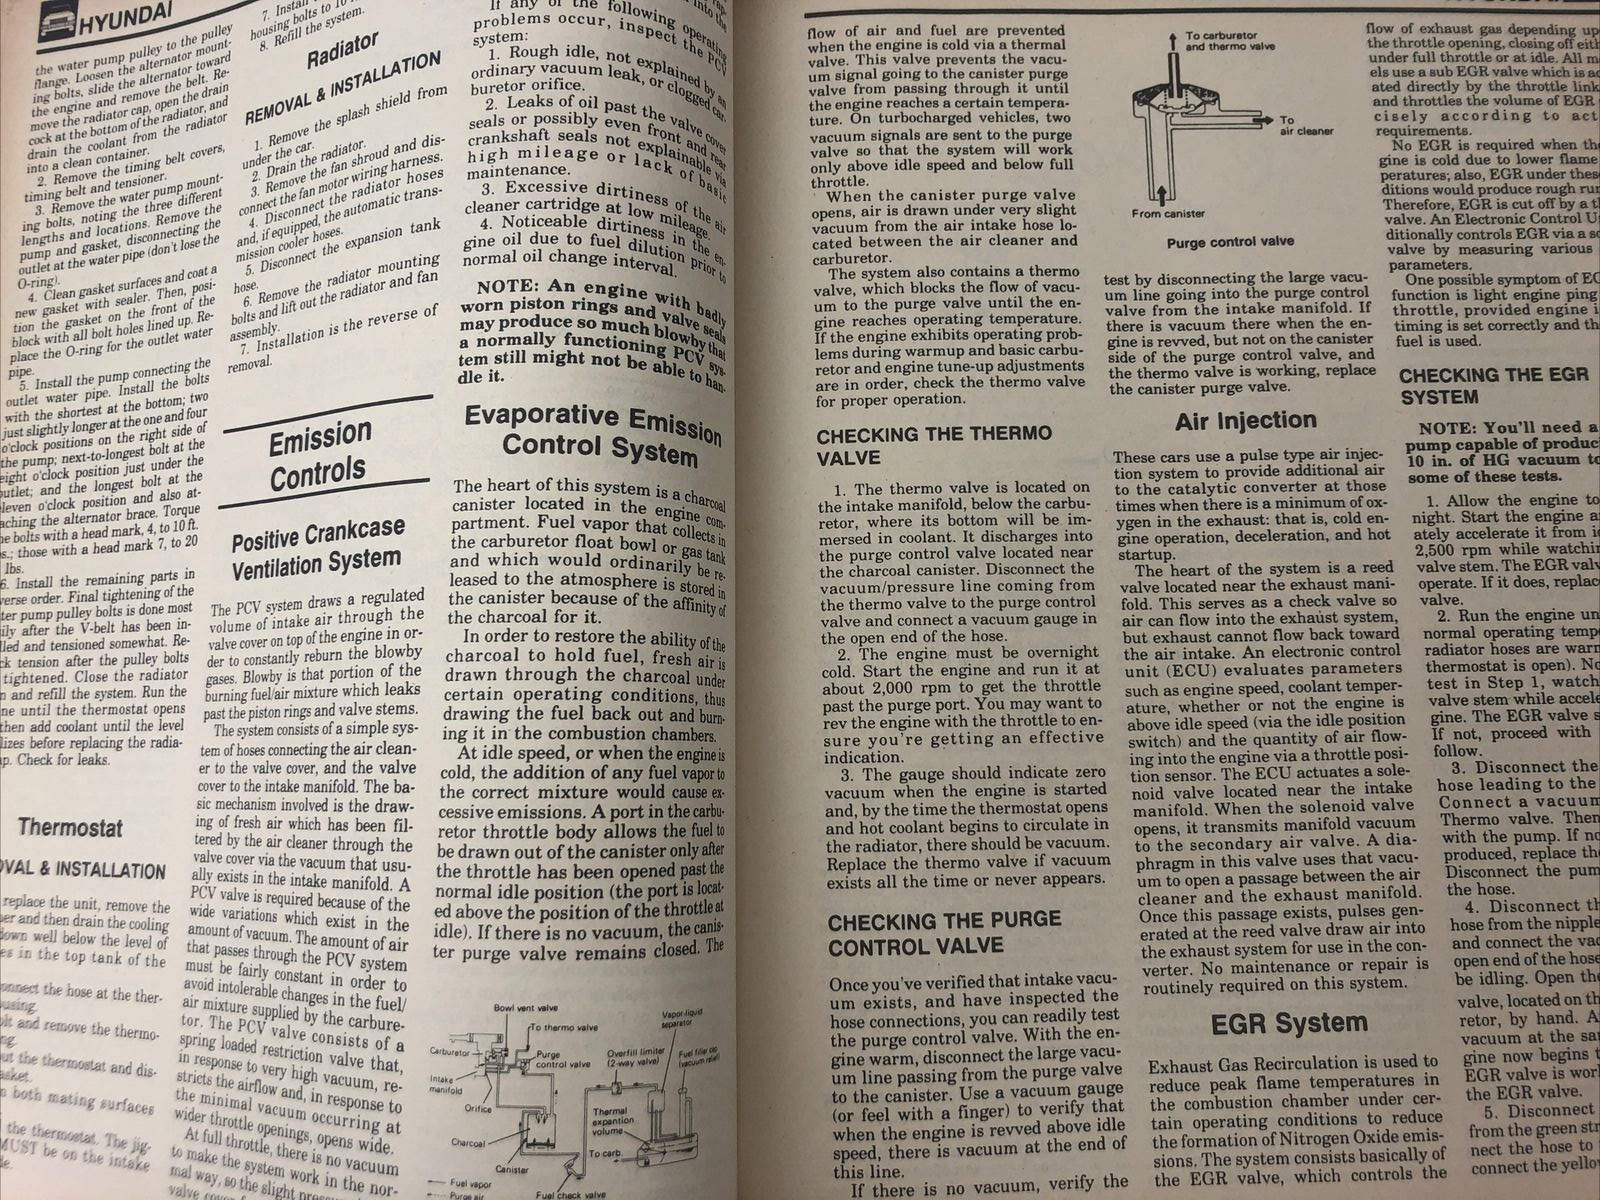 HYUNDAI
the water pump pulley to the pulley
flange. Loosen the alternator mount-
ing bolts, slide the alternator toward
the engine and remove the belt. Re-
move the radiator cap, open the drain
cock at the bottom of the radiator, and
drain the coolant from the radiator
into a clean container.
2. Remove the timing belt covers,
timing belt and tensioner.
3. Remove the water pump mount-
ing bolts, noting the three different
lengths and locations. Remove the
pump and gasket, disconnecting the
outlet at the water pipe (don't lose the
O-ring).
4. Clean gasket surfaces and coat a
new gasket with sealer. Then, posi-
tion the gasket on the front of the
block with all bolt holes lined up. Re-
place the O-ring for the outlet water
pipe.
5. Install the pump connecting the
outlet water pipe. Install the bolts
with the shortest at the bottom; two
just slightly longer at the one and four
o'clock positions on the right side of
the pump; next-to-longest bolt at the
eight o'clock position just under the
outlet; and the longest bolt at the
eleven o'clock position and also at-
aching the alternator brace. Torque
he bolts with a head mark, 4, to 10 ft.
s.; those with a head mark 7, to 20
lbs.
6. Install the remaining parts in
verse order. Final tightening of the
ter pump pulley bolts is done most
ily after the V-belt has been in-
lled and tensioned somewhat. Re-
ck tension after the pulley bolts
tightened. Close the radiator
n and refill the system. Run the
ne until the thermostat opens
then add coolant until the level
lizes before replacing the radia-
p. Check for leaks.
Thermostat
OVAL & INSTALLATION
replace the unit, remove the
er and then drain the cooling
down well below the level of
es in the top tank of the
onnect the hose at the ther-
ousing.
olt and remove the thermo-
ng.
out the thermostat and dis-
asket.
n both mating surfaces
the thermostat. The jig-
MUST be on the intake
de.
7. Install
housing bolts to 10
8. Refill the system.
Radiator
REMOVAL & INSTALLATION
1. Remove the splash shield from
under the car.
2. Drain the radiator.
3. Remove the fan shroud and dis-
connect the fan motor wiring harness.
4. Disconnect the radiator hoses
and, if equipped, the automatic trans-
mission cooler hoses.
5. Disconnect the expansion tank
hose.
6. Remove the radiator mounting
bolts and lift out the radiator and fan
assembly.
7. Installation is the reverse of
removal.
Emission
Controls
Positive Crankcase
Ventilation System
The PCV system draws a regulated
volume of intake air through the
valve cover on top of the engine in or-
der to constantly reburn the blowby
gases. Blowby is that portion of the
burning fuel/air mixture which leaks
past the piston rings and valve stems.
The system consists of a simple sys-
tem of hoses connecting the air clean-
er to the valve cover, and the valve
cover to the intake manifold. The ba-
sic mechanism involved is the draw-
ing of fresh air which has been fil-
tered by the air cleaner through the
valve cover via the vacuum that usu-
ally exists in the intake manifold. A
PCV valve is required because of the
wide variations which exist in the
amount of vacuum. The amount of air
that passes through the PCV system
must be fairly constant in order to
avoid intolerable changes in the fuel/
air mixture supplied by the carbure-
tor. The PCV valve consists of a
spring loaded restriction valve that,
in response to very high vacuum, re-
stricts the airflow and, in response to
the minimal vacuum occurring at
wider throttle openings, opens wide.
At full throttle, there is no vacuum
to make the system work in the nor-
mal way, so the slight
valve cover
into the
If any of the following operating
problems occur, inspect the PCV
system:
1. Rough idle, not explained by an
ordinary vacuum leak, or clogged car-
buretor orifice.
2. Leaks of oil past the valve cover
seals or possibly even front and rear
crankshaft seals not explainable via
high mileage or lack of basic
maintenance.
3. Excessive dirtiness of the air
cleaner cartridge at low mileage.
4. Noticeable dirtiness in the en-
gine oil due to fuel dilution prior to
normal oil change interval.
NOTE: An engine with badly
worn piston rings and valve seals
may produce so much blowby that
a normally functioning PCV sys-
tem still might not be able to han-
dle it.
Evaporative Emission
Control System
The heart of this system is a charcoal
canister located in the engine com-
partment. Fuel vapor that collects in
the carburetor float bowl or gas tank
and which would ordinarily be re-
leased to the atmosphere is stored in
the canister because of the affinity of
the charcoal for it.
In order to restore the ability of the
charcoal to hold fuel, fresh air is
drawn through the charcoal under
certain operating conditions, thus
drawing the fuel back out and burn-
ing it in the combustion chambers.
At idle speed, or when the engine is
cold, the addition of any fuel vapor to
the correct mixture would cause ex-
cessive emissions. A port in the carbu-
retor throttle body allows the fuel to
be drawn out of the canister only after
the throttle has been opened past the
normal idle position (the port is locat-
ed above the position of the throttle at
idle). If there is no vacuum, the canis-
ter purge valve remains closed. The
Bowl vent valve
To thermo valve
Vapor-liquid
separator
Carburetor
Purge
control valve
Overfill limiter
(2-way valve)
Fuel filler cap
(vacuum relief)
Intake
manifold
Orifice
Thermal
expantion
volume
Charcoal
Canister
To carb.
Fuel vapor
Purge air
Fuel check valve
flow of air and fuel are prevented
when the engine is cold via a thermal
valve. This valve prevents the vacu-
um signal going to the canister purge
valve from passing through it until
the engine reaches a certain tempera-
ture. On turbocharged vehicles, two
vacuum signals are sent to the purge
valve so that the system will work
only above idle speed and below full
throttle.
When the canister purge valve
opens, air is drawn under very slight
vacuum from the air intake hose lo-
cated between the air cleaner and
carburetor.
The system also contains a thermo
valve, which blocks the flow of vacu-
um to the purge valve until the en-
gine reaches operating temperature.
If the engine exhibits operating prob-
lems during warmup and basic carbu-
retor and engine tune-up adjustments
are in order, check the thermo valve
for proper operation.
CHECKING THE THERMO
VALVE
1. The thermo valve is located on
the intake manifold, below the carbu-
retor, where its bottom will be im-
mersed in coolant. It discharges into
the purge control valve located near
the charcoal canister. Disconnect the
vacuum/pressure line coming from
the thermo valve to the purge control
valve and connect a vacuum gauge in
the open end of the hose.
2. The engine must be overnight
cold. Start the engine and run it at
about 2,000 rpm to get the throttle
past the purge port. You may want to
rev the engine with the throttle to en-
sure you're getting an effective
indication.
3. The gauge should indicate zero
vacuum when the engine is started
and, by the time the thermostat opens
and hot coolant begins to circulate in
the radiator, there should be vacuum.
Replace the thermo valve if vacuum
exists all the time or never appears.
CHECKING THE PURGE
CONTROL VALVE
Once you've verified that intake vacu-
um exists, and have inspected the
hose connections, you can readily test
the purge control valve. With the en-
gine warm, disconnect the large vacu-
um line passing from the purge valve
to the canister. Use a vacuum gauge
(or feel with a finger) to verify that
when the engine is revved above idle
speed, there is vacuum at the end of
this line.
If there is no vacuum, verify the
To carburetor
and thermo valve
To
air cleaner
From canister
Purge control valve
test by disconnecting the large vacu-
um line going into the purge control
valve from the intake manifold. If
there is vacuum there when the en-
gine is revved, but not on the canister
side of the purge control valve, and
the thermo valve is working, replace
the canister purge valve.
Air Injection
These cars use a pulse type air injec-
tion system to provide additional air
to the catalytic converter at those
times when there is a minimum of ox-
ygen in the exhaust: that is, cold en-
gine operation, deceleration, and hot
startup.
The heart of the system is a reed
valve located near the exhaust mani-
fold. This serves as a check valve so
air can flow into the exhaust system,
but exhaust cannot flow back toward
the air intake. An electronic control
unit (ECU) evaluates parameters
such as engine speed, coolant temper-
ature, whether or not the engine is
above idle speed (via the idle position
switch) and the quantity of air flow-
ing into the engine via a throttle posi-
tion sensor. The ECU actuates a sole-
noid valve located near the intake
manifold. When the solenoid valve
opens, it transmits manifold vacuum
to the secondary air valve. A dia-
phragm in this valve uses that vacu-
um to open a passage between the air
cleaner and the exhaust manifold.
Once this passage exists, pulses gen-
erated at the reed valve draw air into
the exhaust system for use in the con-
verter. No maintenance or repair is
routinely required on this system.
EGR System
Exhaust Gas Recirculation is used to
reduce peak flame temperatures in
the combustion chamber under cer-
tain operating conditions to reduce
the formation of Nitrogen Oxide emis-
sions. The system consists basically of
the EGR valve, which controls the
flow of exhaust gas depending up
the throttle opening, closing off eith
under full throttle or at idle. All m
els use a sub EGR valve which is ac
ated directly by the throttle link
and throttles the volume of EGR
cisely according to act
requirements.
No EGR is required when th
gine is cold due to lower flame
peratures; also, EGR under these
ditions would produce rough run
Therefore, EGR is cut off by a t
valve. An Electronic Control U
ditionally controls EGR via a so
valve by measuring various
parameters.
One possible symptom of EG
function is light engine ping
throttle, provided engine i
timing is set correctly and th
fuel is used.
CHECKING THE EGR
SYSTEM
NOTE: You'll need a
pump capable of produc
10 in. of HG vacuum to
some of these tests.
1. Allow the engine to
night. Start the engine a
ately accelerate it from i
2,500 rpm while watchin
valve stem. The EGR valv
operate. If it does, replac
valve.
2. Run the engine un
normal operating tempe
radiator hoses are warm
thermostat is open). No
test in Step 1, watch
valve stem while accele
gine. The EGR valve s
If not, proceed with
follow.
3. Disconnect the
hose leading to the
Connect a vacuum
Thermo valve. Then
with the pump. If no
produced, replace the
Disconnect the pum
the hose.
4. Disconnect th
hose from the nipple
and connect the vac
open end of the hose
be idling. Open the
valve, located on th
retor, by hand. A
vacuum at the sam
gine now begins t
EGR valve is work
the EGR valve.
5. Disconnect
from the green str
nect the hose to
connect the yellow